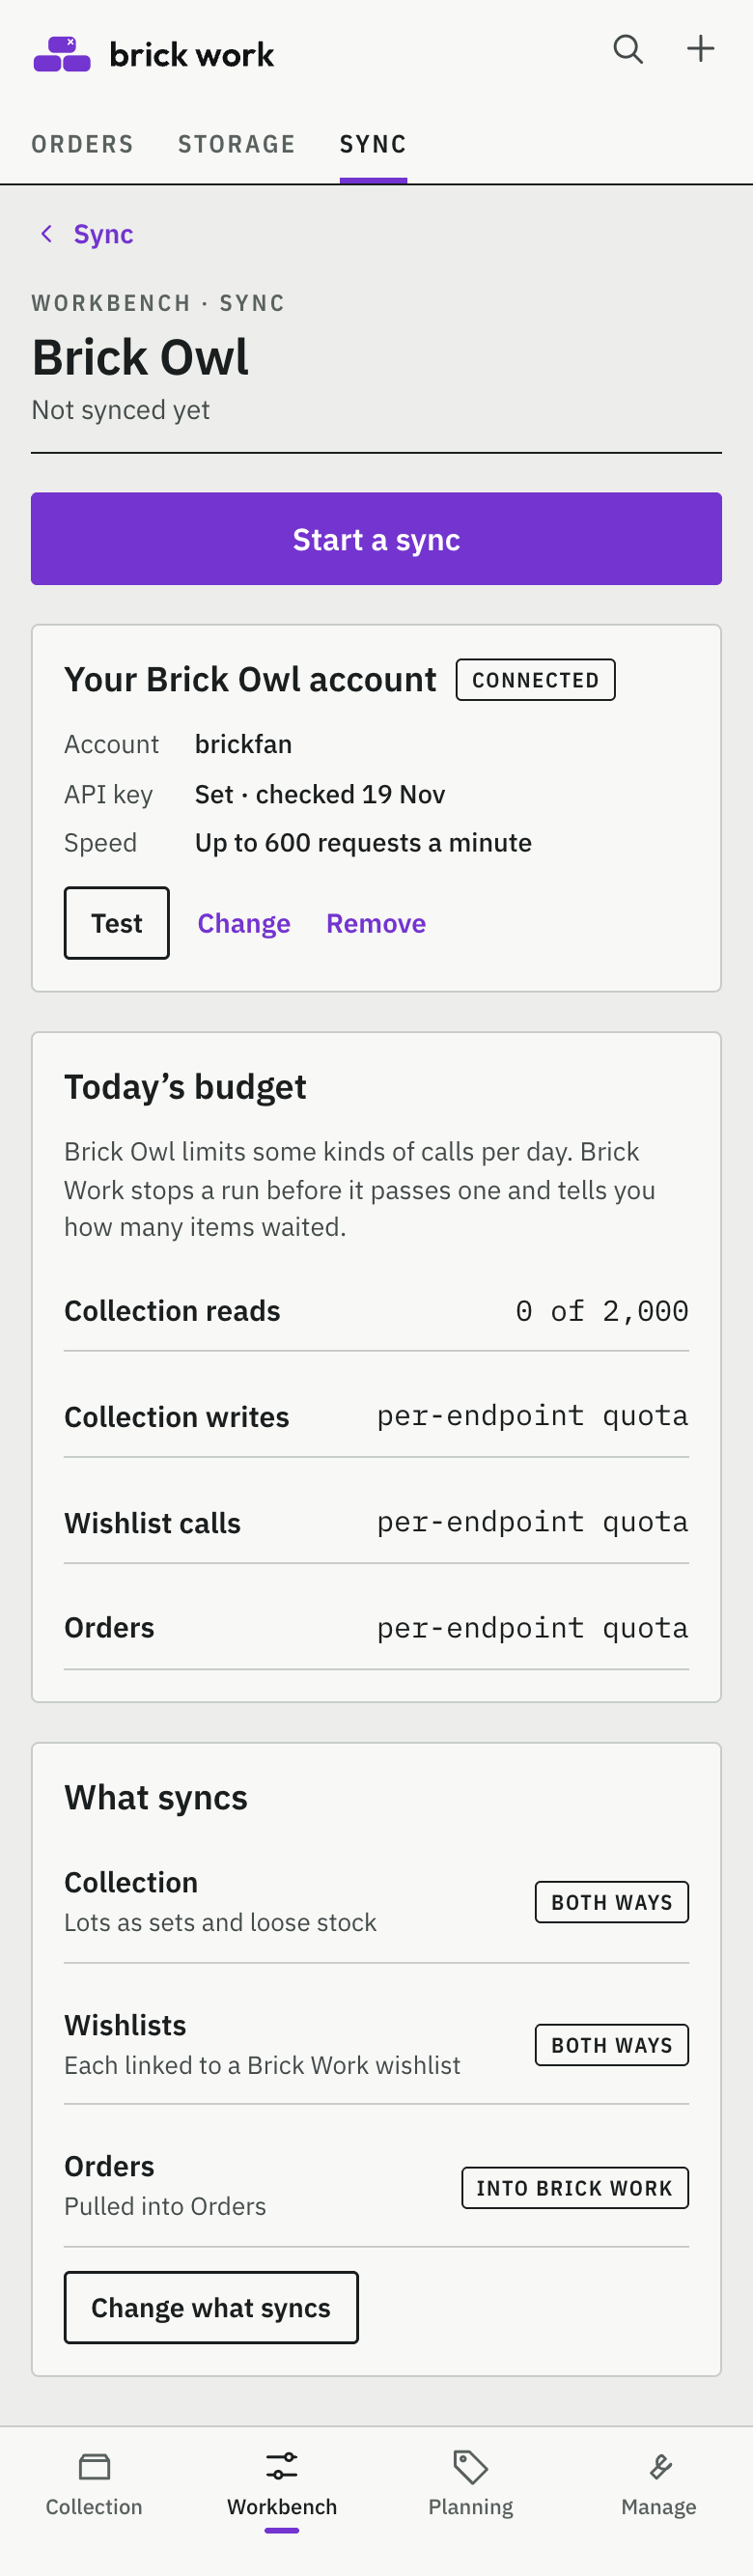 brick work
ORDERS STORAGE SYNC
Sync
WORKBENCH · SYNC
Brick Owl
Not synced yet
Start a sync
Your Brick Owl account CONNECTED
Account brickfan
API key Set · checked 19 Nov
Speed Up to 600 requests a minute
Test Change Remove
Today’s budget
Brick Owl limits some kinds of calls per day. Brick
Work stops a run before it passes one and tells you
how many items waited.
Collection reads 0 of 2,000
Collection writes per-endpoint quota
Wishlist calls per-endpoint quota
Orders per-endpoint quota
What syncs
Collection BOTH WAYS
Lots as sets and loose stock
Wishlists BOTH WAYS
Each linked to a Brick Work wishlist
Orders INTO BRICK WORK
Pulled into Orders
Change what syncs
Collection Workbench Planning Manage